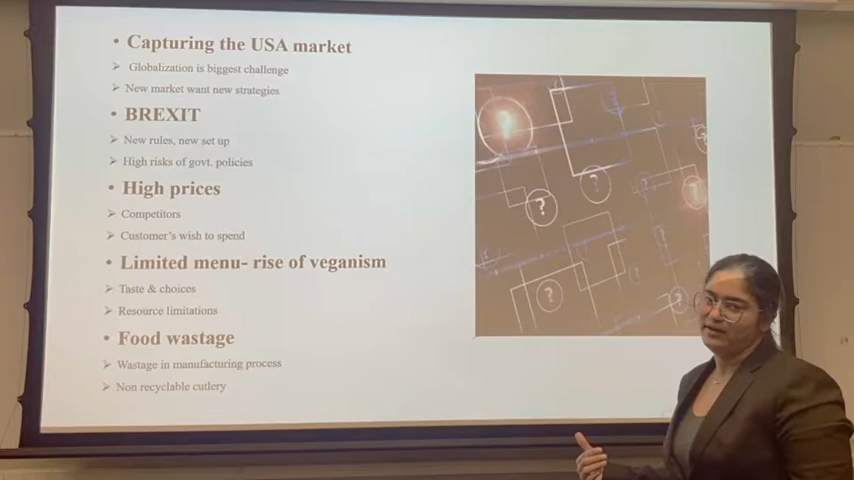 • Capturing the USA market
➢ Globalization is biggest challenge
➢ New market want new strategies
• BREXIT
➢ New rules, new set up
➢ High risks of govt. policies
• High prices
➢ Competitors
➢ Customer's wish to spend
• Limited menu- rise of veganism
➢ Taste & choices
➢ Resource limitations
• Food wastage
➢ Wastage in manufacturing process
➢ Non recyclable cutlery
?
?
?
?